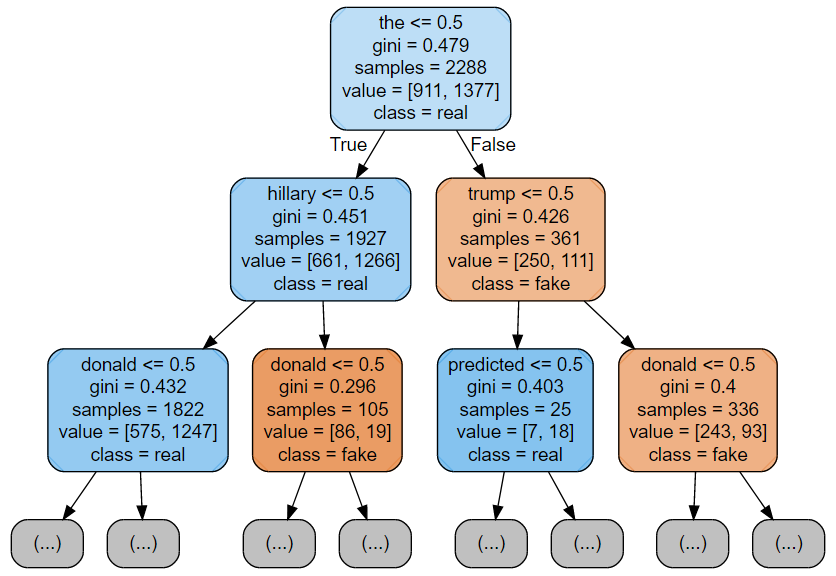 the <= 0.5
gini = 0.479
samples = 2288
value = [911, 1377]
class = real
True
False
hillary <= 0.5
gini = 0.451
samples = 1927
value = [661, 1266]
class = real
trump <= 0.5
gini = 0.426
samples = 361
value = [250, 111]
class = fake
donald <= 0.5
gini = 0.432
samples = 1822
value = [575, 1247]
class = real
donald <= 0.5
gini = 0.296
samples = 105
value = [86, 19]
class = fake
predicted <= 0.5
gini = 0.403
samples = 25
value = [7, 18]
class = real
donald <= 0.5
gini = 0.4
samples = 336
value = [243, 93]
class = fake
(...)
(...)
(...)
(...)
(...)
(...)
(...)
(...)